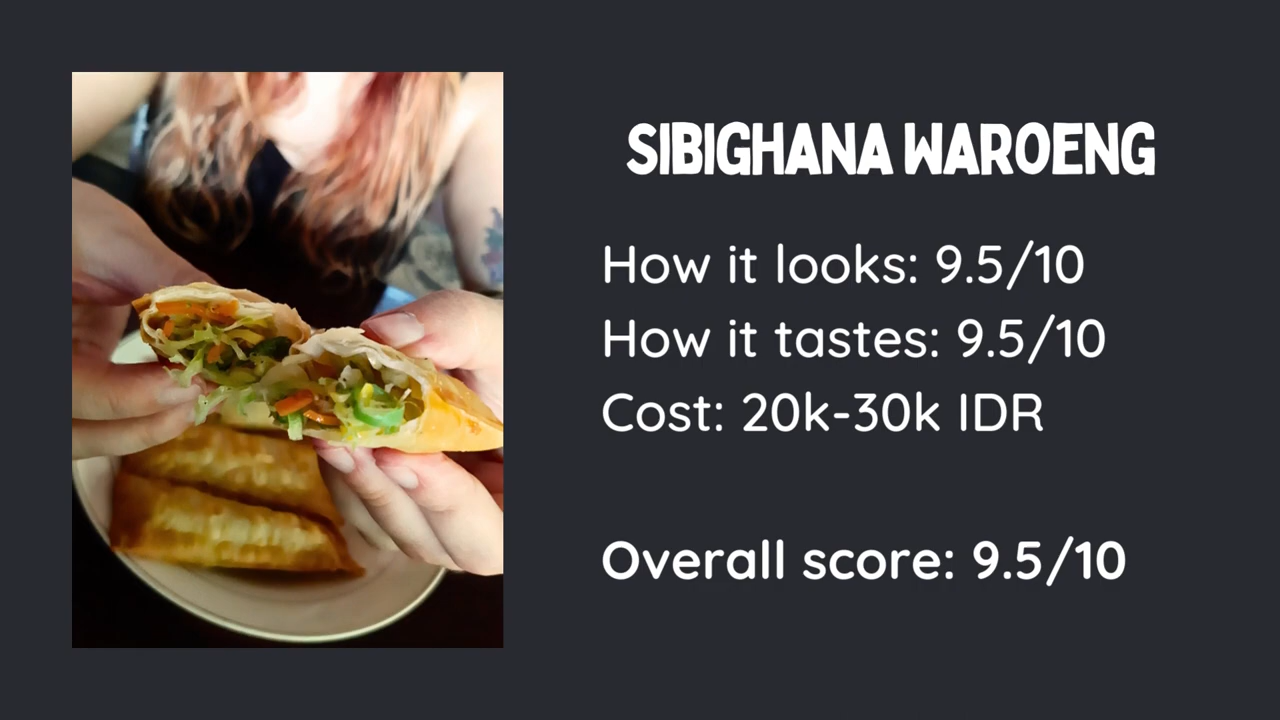 SIBIGHANA WAROENG
How it looks: 9.5/10
How it tastes: 9.5/10
Cost: 20k-30k IDR
Overall score: 9.5/10